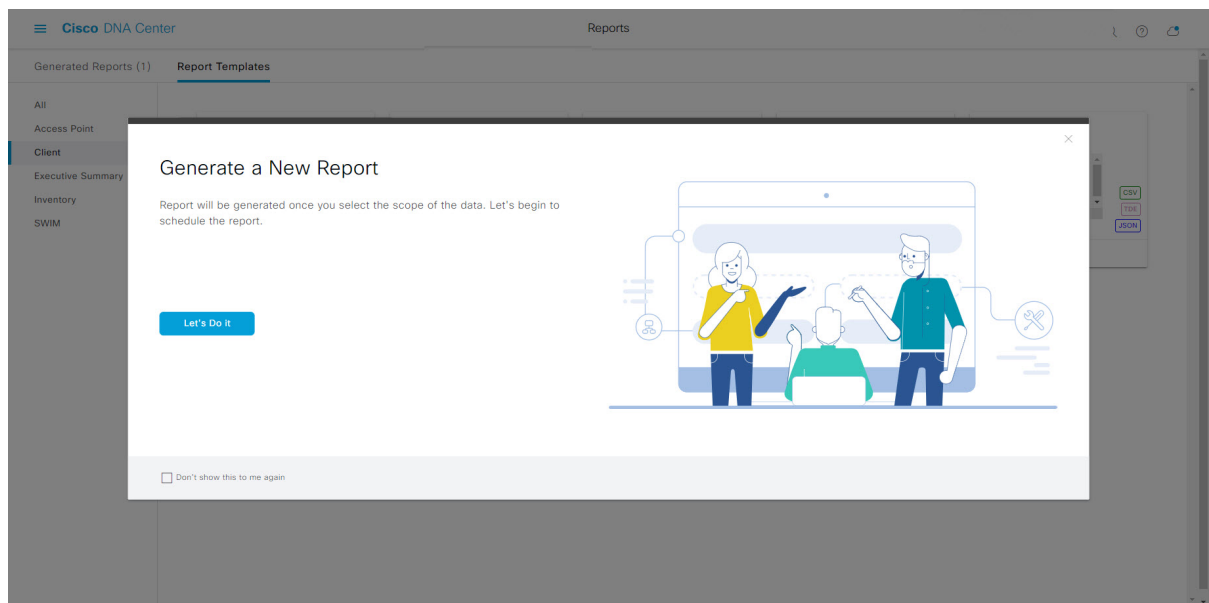 Cisco DNA Center
Reports
Generated Reports (1)
Report Templates
All
Access Point
Client
Executive Summary
Inventory
SWIM
Generate a New Report
Report will be generated once you select the scope of the data. Let's begin to
schedule the report.
Let's Do it
Don't show this to me again
CSV
TDE
JSON